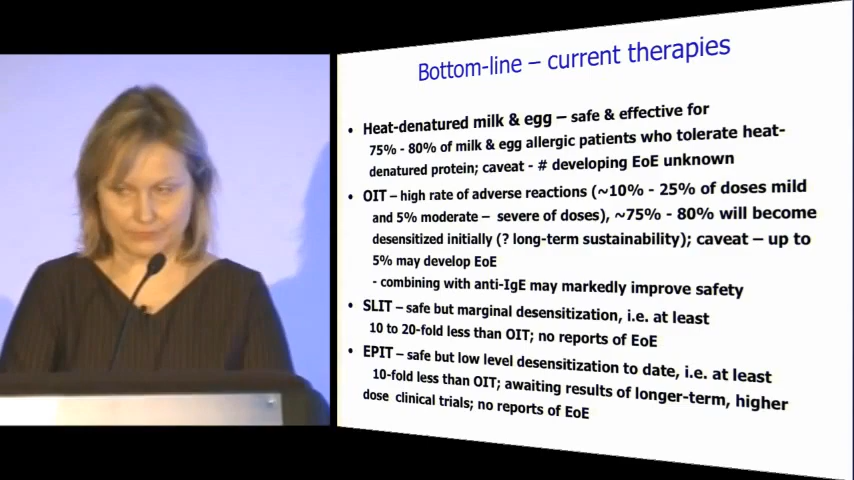 Bottom-line – current therapies
• Heat-denatured milk & egg – safe & effective for
75% - 80% of milk & egg allergic patients who tolerate heat-
denatured protein; caveat - # developing EoE unknown
• OIT – high rate of adverse reactions (~10% - 25% of doses mild
and 5% moderate – severe of doses), ~75% - 80% will become
desensitized initially (? long-term sustainability); caveat – up to
5% may develop EoE
- combining with anti-IgE may markedly improve safety
• SLIT – safe but marginal desensitization, i.e. at least
10 to 20-fold less than OIT; no reports of EoE
• EPIT – safe but low level desensitization to date, i.e. at least
10-fold less than OIT; awaiting results of longer-term, higher
dose clinical trials; no reports of EoE